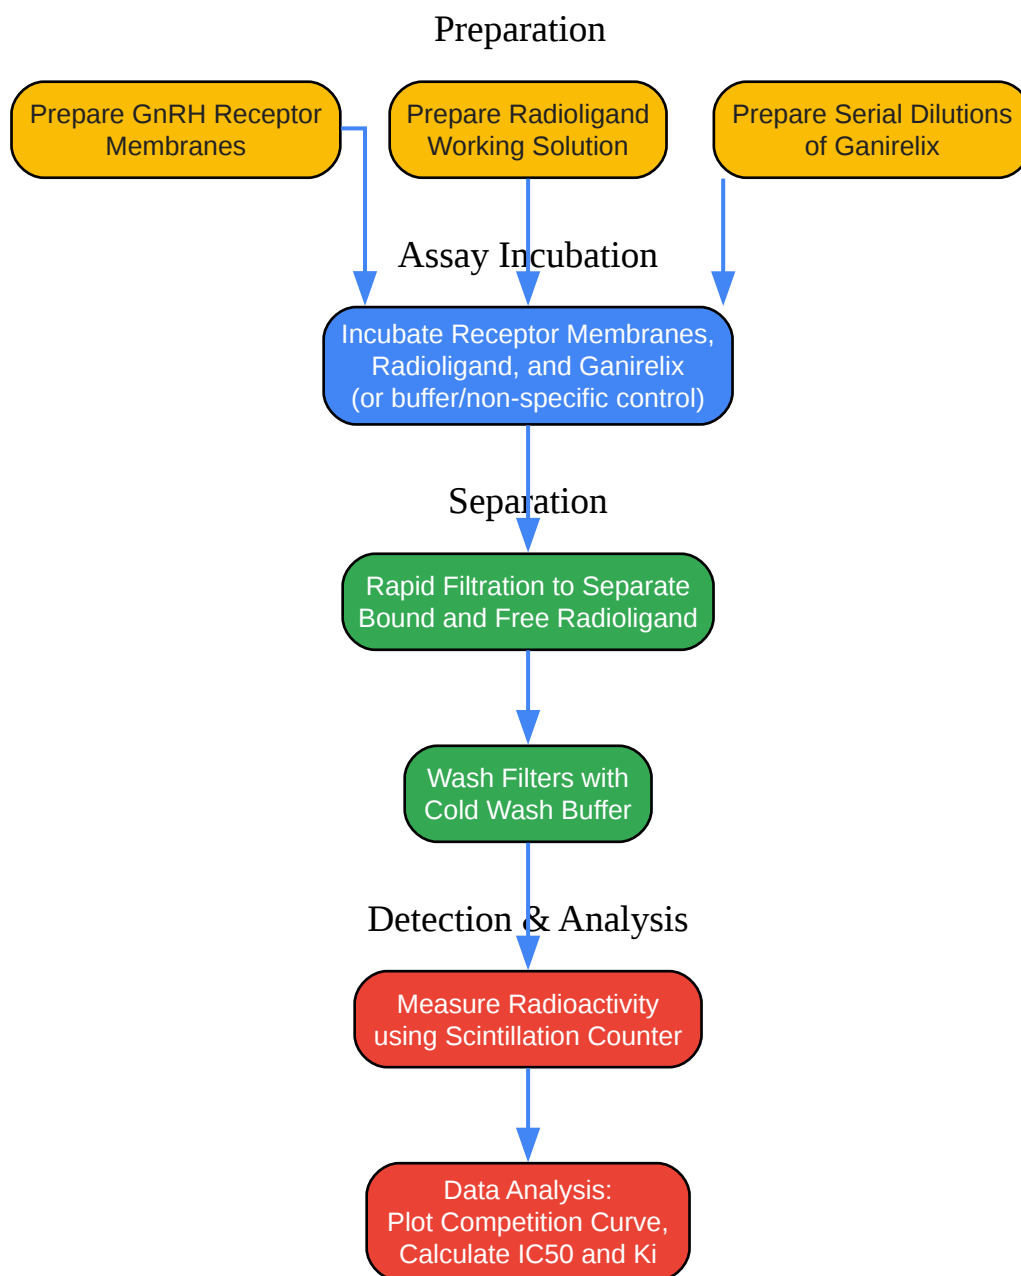 Preparation
Prepare GnRH Receptor
Membranes
Prepare Radioligand
Working Solution
Prepare Serial Dilutions
of Ganirelix
Assay Incubation
Incubate Receptor Membranes,
Radioligand, and Ganirelix
(or buffer/non-specific control)
Separation
Rapid Filtration to Separate
Bound and Free Radioligand
Wash Filters with
Cold Wash Buffer
Detection & Analysis
Measure Radioactivity
using Scintillation Counter
Data Analysis:
Plot Competition Curve,
Calculate IC50 and Ki